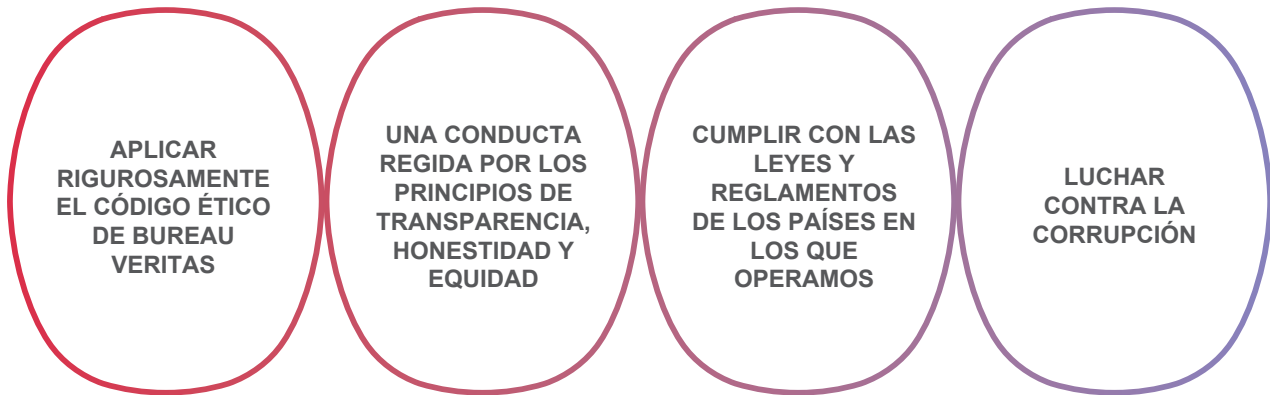 APLICAR
RIGUROSAMENTE
EL CÓDIGO ÉTICO
DE BUREAU
VERITAS
UNA CONDUCTA
REGIDA POR LOS
PRINCIPIOS DE
TRANSPARENCIA,
HONESTIDAD Y
EQUIDAD
CUMPLIR CON LAS
LEYES Y
REGLAMENTOS
DE LOS PAÍSES EN
LOS QUE
OPERAMOS
LUCHAR
CONTRA LA
CORRUPCIÓN